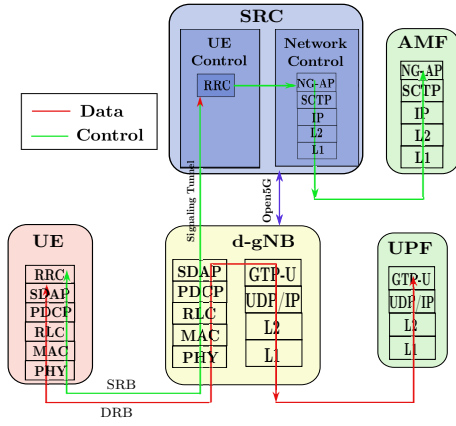 SRC
UE
Control
RRC
Network
Control
NG-AP
SCTP
IP
L2
L1
AMF
NG-AP
SCTP
IP
L2
L1
Data
Control
Signaling Tunnel
Open5G
UE
RRC
SDAP
PDCP
RLC
MAC
PHY
d-gNB
SDAP
PDCP
RLC
MAC
PHY
GTP-U
UDP/IP
L2
L1
UPF
GTP-U
UDP/IP
L2
L1
SRB
DRB